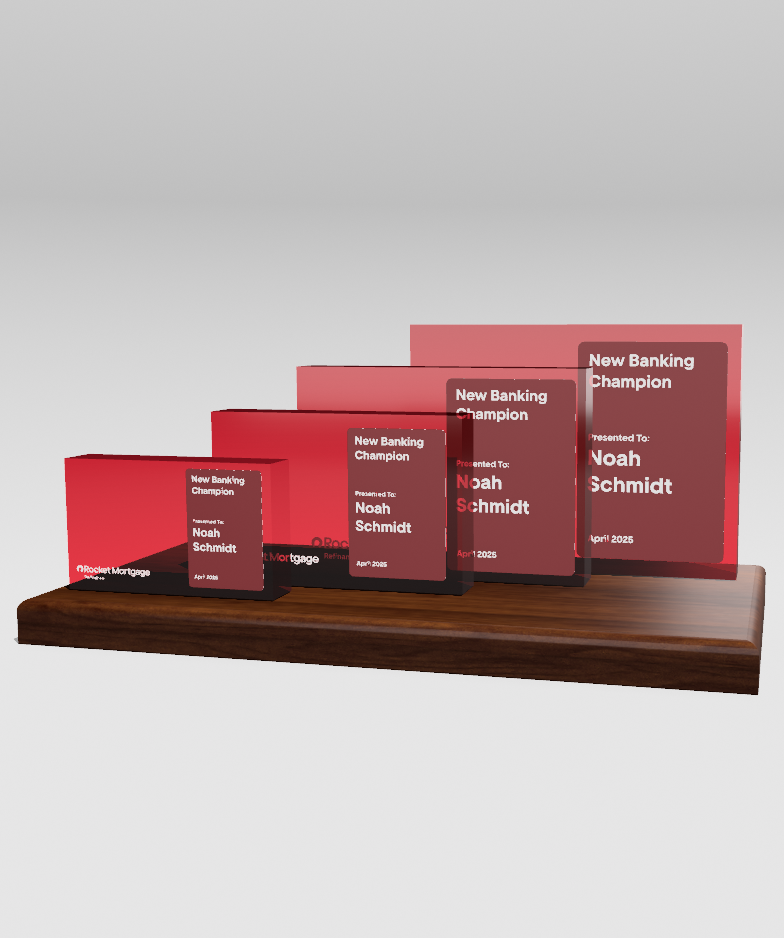 New Banking
Champion
Presented To:
Noah
Schmidt
April 2025
Rocket Mortgage
Refinance
New Banking
Champion
Presented To:
Noah
Schmidt
April 2025
Mortgage
New Banking
Champion
Presented To:
Noah
Schmidt
April 2025
New Banking
Champion
Presented To:
Noah
Schmidt
April 2025